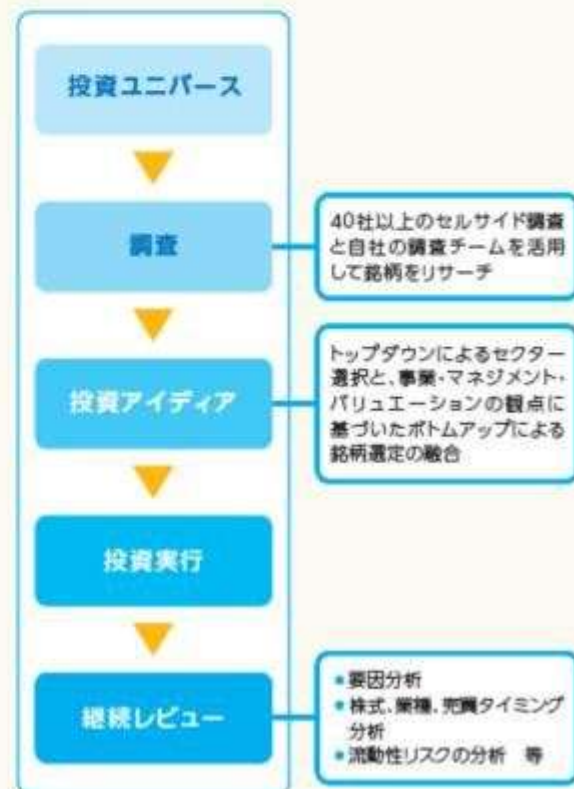 投資ユニバース
調査
40社以上のセルサイド調査
と自社の調査チームを活用
して銘柄をリサーチ
投資アイディア
トップダウンによるセクター
選択と、事業・マネジメント・
バリュエーションの観点に
基づいたボトムアップによる
銘柄選定の融合
投資実行
継続レビュー
●要因分析
●株式、業種、売買タイミング
分析
●流動性リスクの分析　等